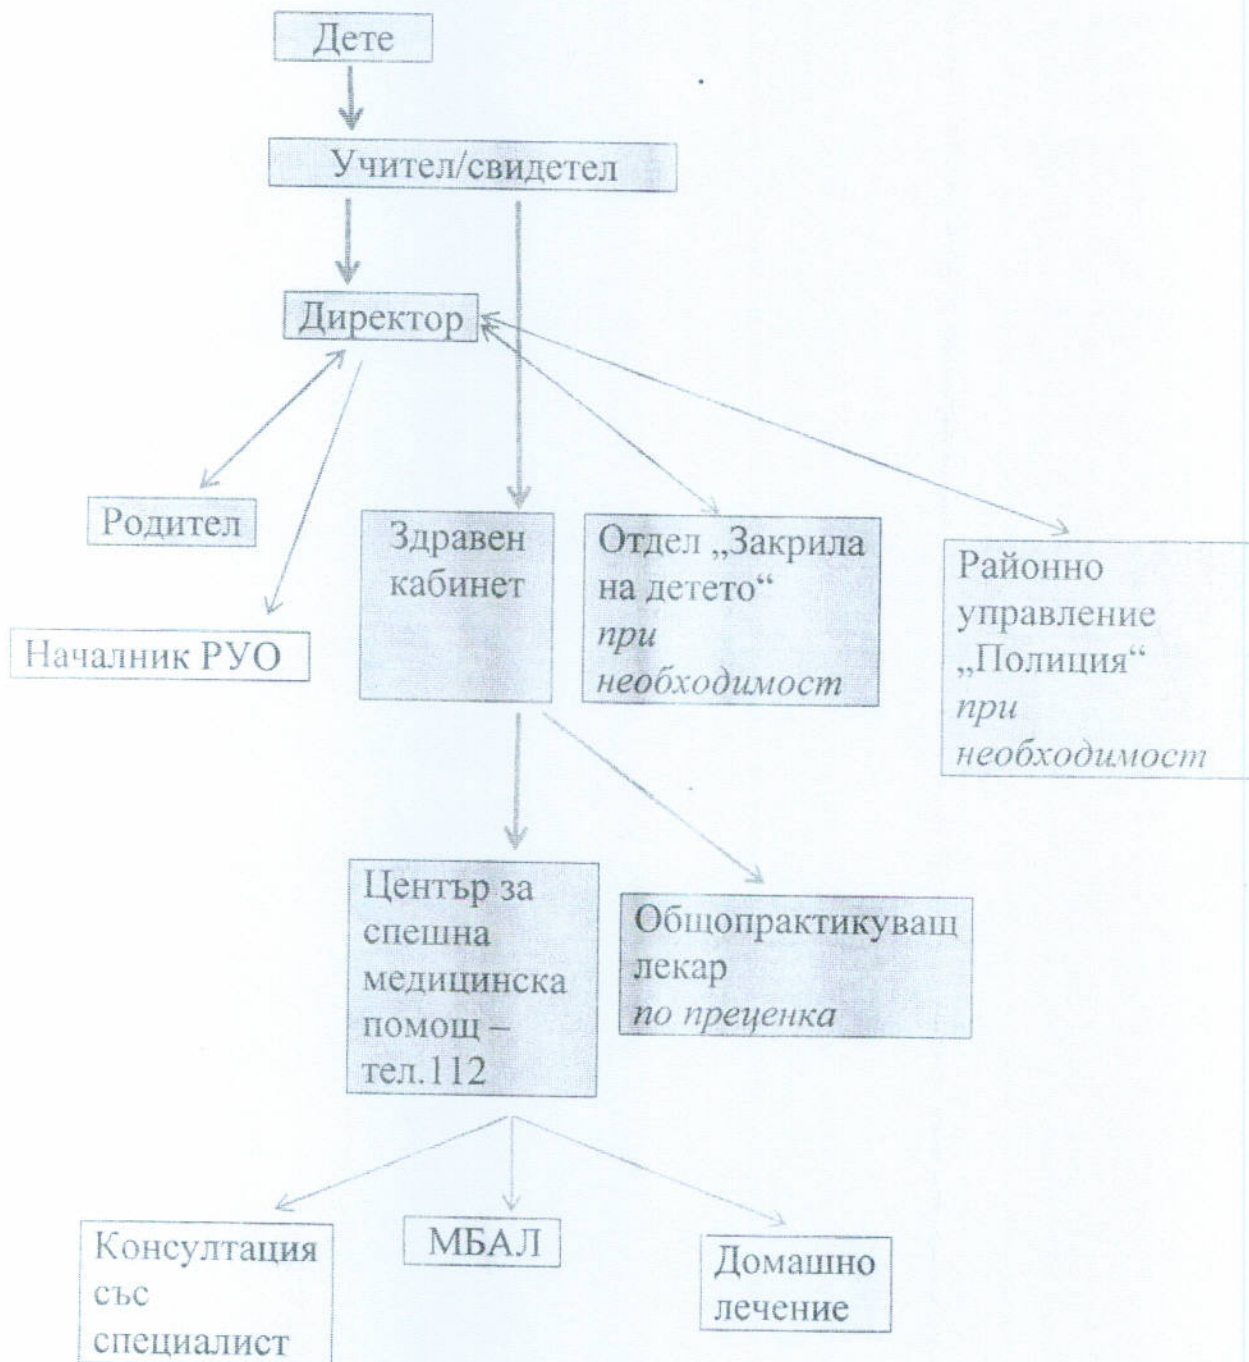 Дете
Учител/свидетел
Директор
Родител
Началник РУО
Здравен
кабинет
Отдел „Закрила
на детето“
при
необходимост
Районно
управление
„Полиция“
при
необходимост
Център за
спешна
медицинска
помощ –
тел.112
Общопрактикуващ
лекар
по преценка
Консултация
със
специалист
МБАЛ
Домашно
лечение